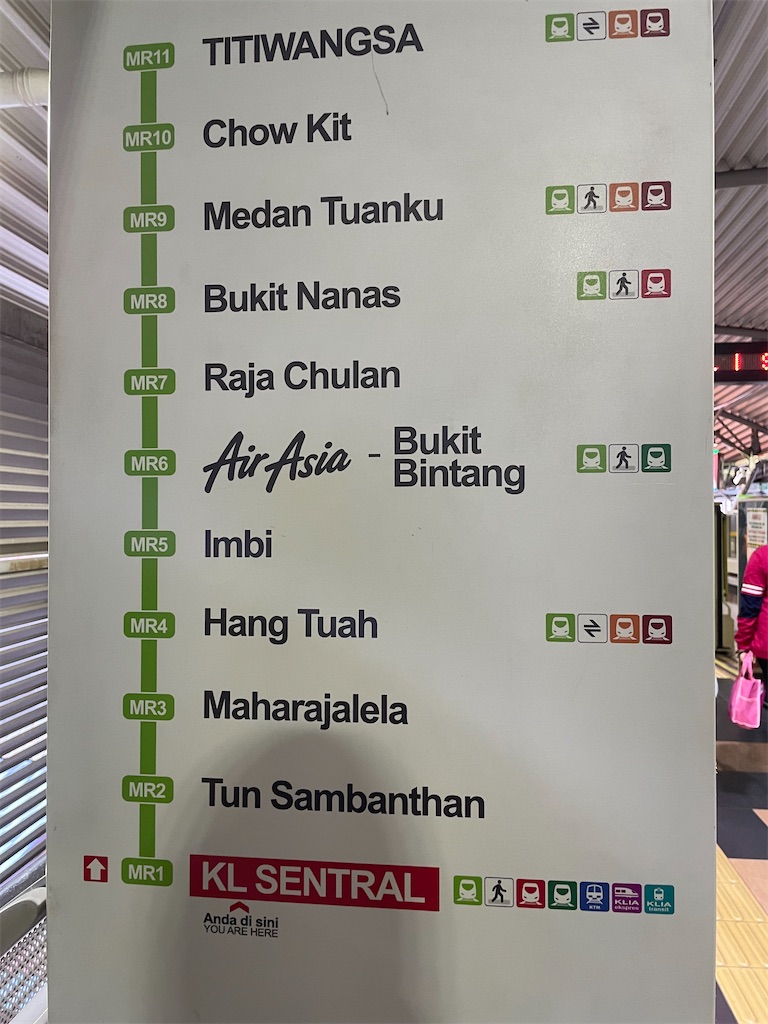 MR11 TITIWANGSA
MR10 Chow Kit
MR9 Medan Tuanku
MR8 Bukit Nanas
MR7 Raja Chulan
MR6 AirAsia - Bukit
Bintang
MR5 Imbi
MR4 Hang Tuah
MR3 Maharajalela
MR2 Tun Sambanthan
MR1 KL SENTRAL KTM KLIA ekspres KLIA transit
Anda di sini
YOU ARE HERE